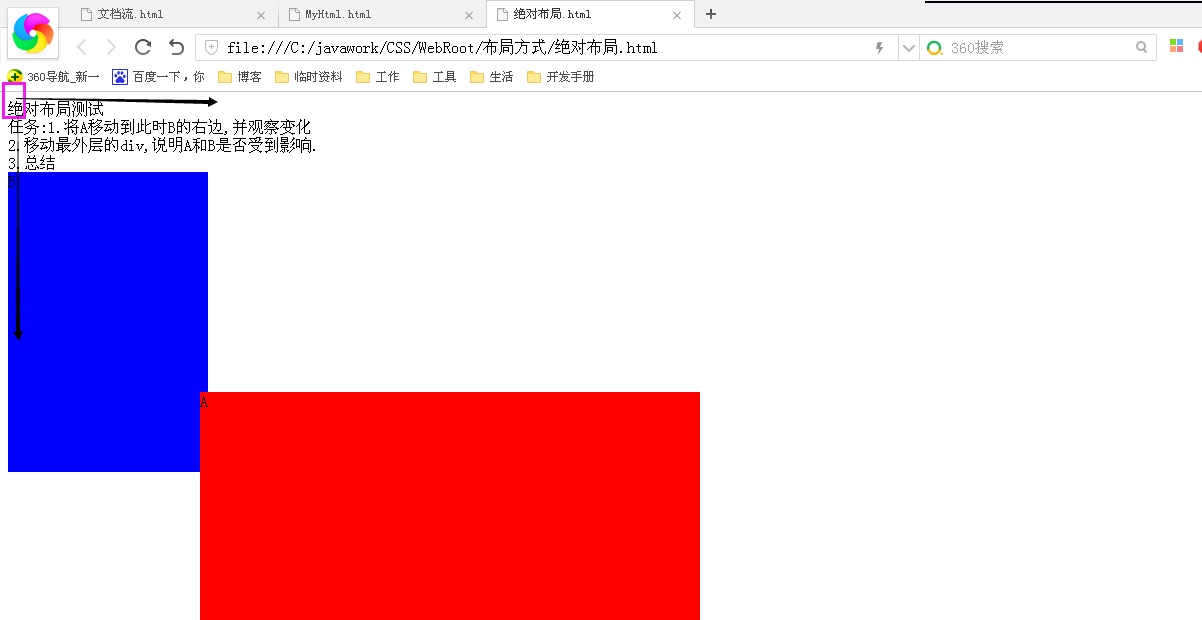 文档流.html
MyHtml.html
绝对布局.html
file:///C:/javawork/CSS/WebRoot/布局方式/绝对布局.html
360搜索
360导航_新一
百度一下，你
博客
临时资料
工作
工具
生活
开发手册
绝对布局测试
任务:1.将A移动到此时B的右边,并观察变化
2.移动最外层的div,说明A和B是否受到影响.
3.总结
B
A